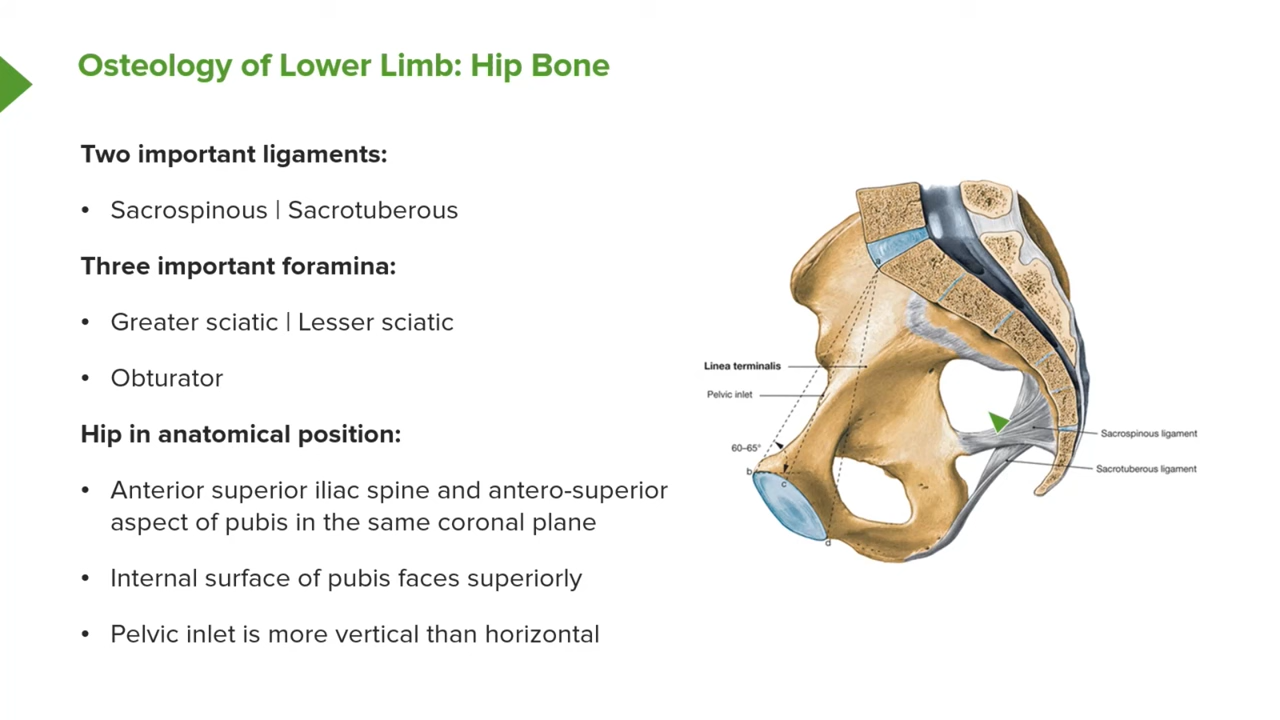 Osteology of Lower Limb: Hip Bone
Two important ligaments:
• Sacrospinous | Sacrotuberous
Three important foramina:
• Greater sciatic | Lesser sciatic
• Obturator
Hip in anatomical position:
• Anterior superior iliac spine and antero-superior
aspect of pubis in the same coronal plane
• Internal surface of pubis faces superiorly
• Pelvic inlet is more vertical than horizontal
a
Linea terminalis
Pelvic inlet
60–65°
b
c
d
Sacrospinous ligament
Sacrotuberous ligament